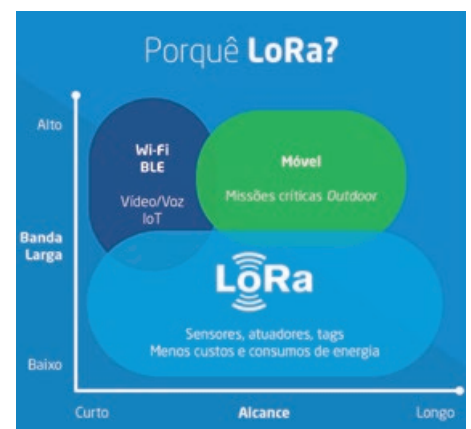 Porquê LoRa?
Alto
Wi-Fi
BLE
Vídeo/Voz
IoT
Móvel
Missões críticas Outdoor
Banda
Larga
LoRa
Sensores, atuadores, tags
Menos custos e consumos de energia
Baixo
Curto
Alcance
Longo